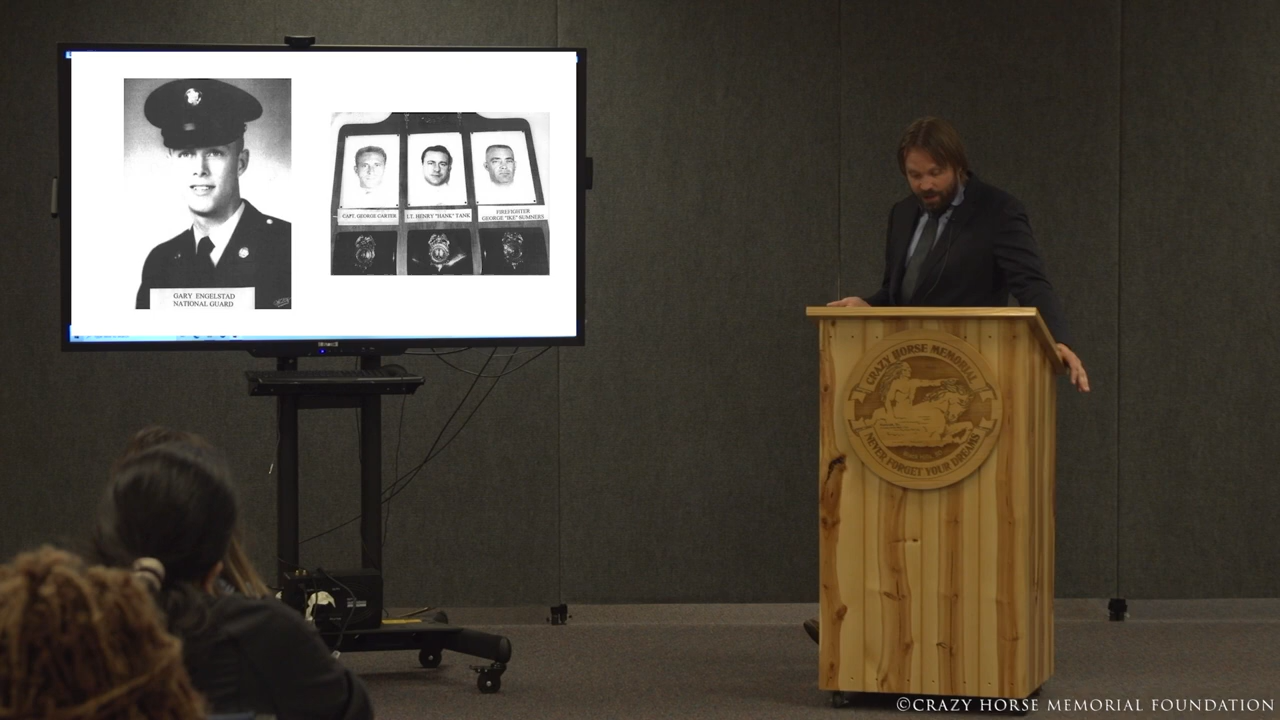 GARY ENGELSTAD
NATIONAL GUARD
CAPT. GEORGE CARTER
LT. HENRY "HANK" TANK
FIREFIGHTER
GEORGE "IKE" SUMNERS
CRAZY HORSE MEMORIAL
NEVER FORGET YOUR DREAMS
©CRAZY HORSE MEMORIAL FOUNDATION